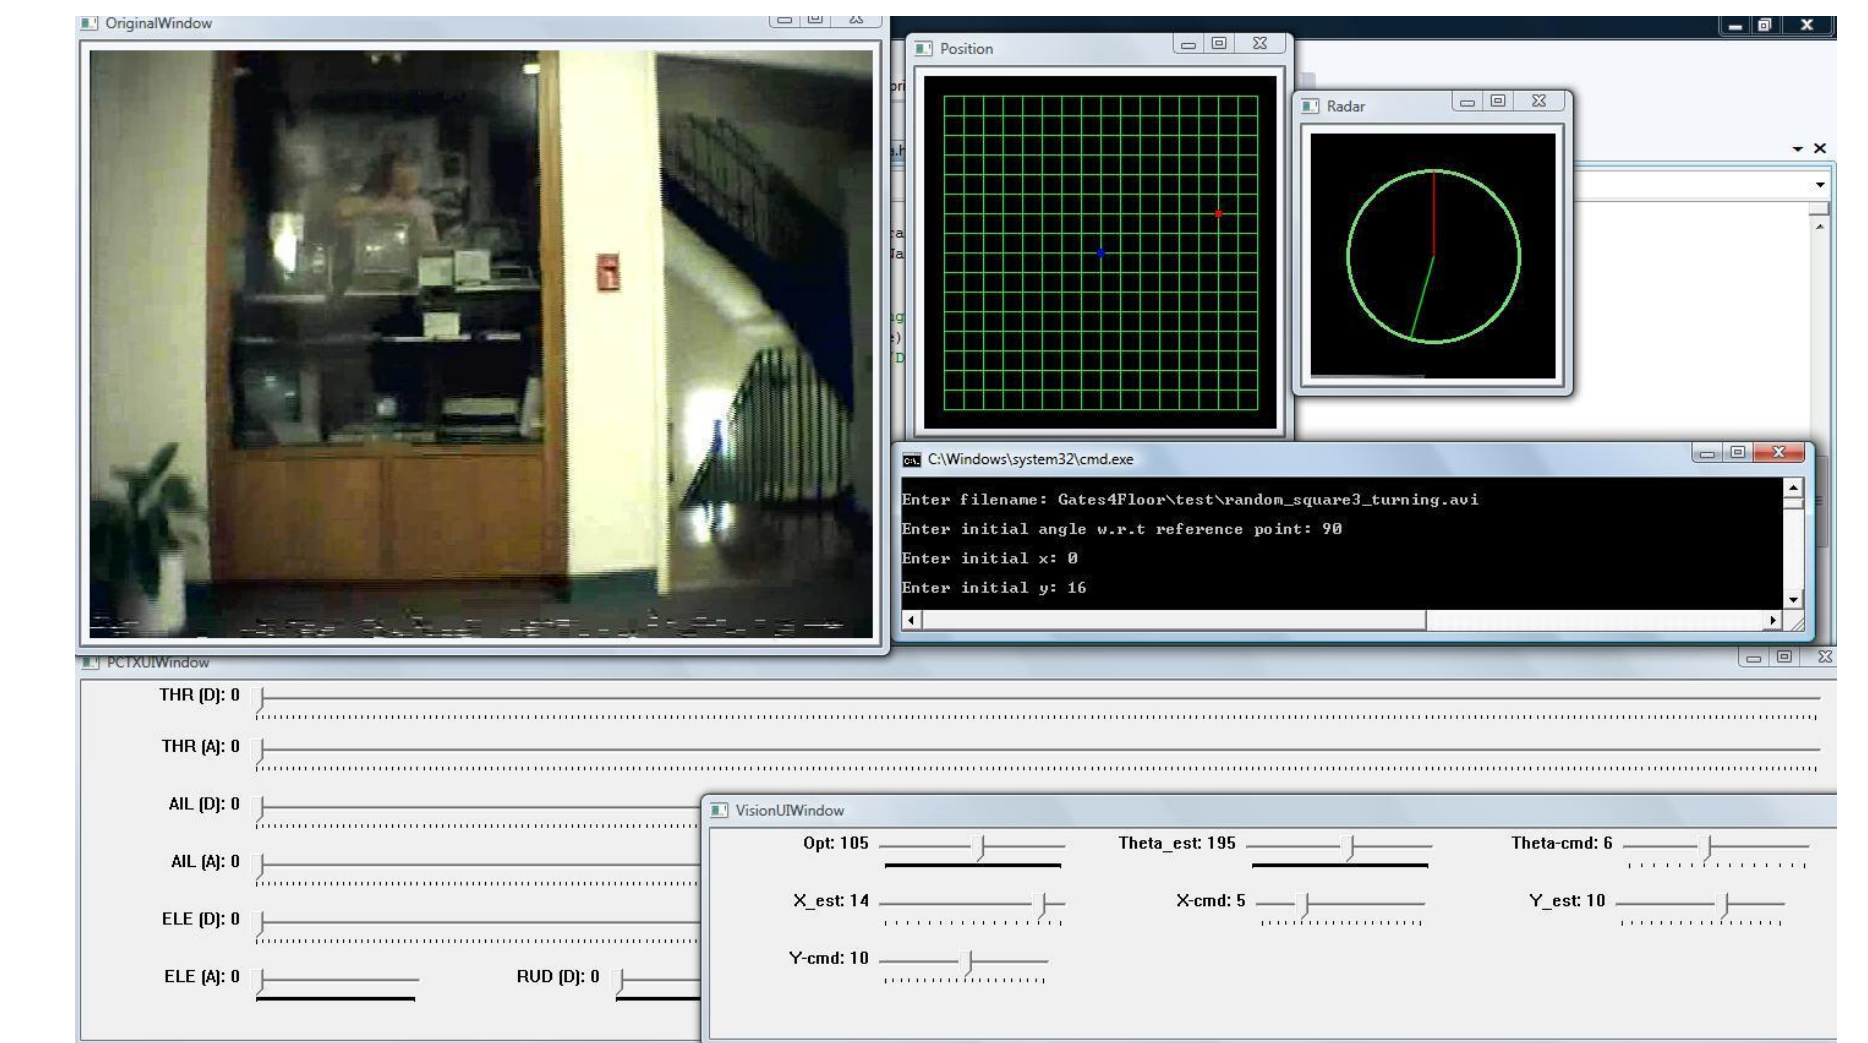 OriginalWindow
Position
Radar
C:\Windows\system32\cmd.exe
Enter filename: Gates4Floor\test\random_square3_turning.avi
Enter initial angle w.r.t reference point: 90
Enter initial x: 0
Enter initial y: 16
PCTXUIWindow
THR (D): 0
THR (A): 0
AIL (D): 0
AIL (A): 0
ELE (D): 0
ELE (A): 0 RUD (D): 0
VisionUIWindow
Opt: 105 Theta_est: 195 Theta-cmd: 6
X_est: 14 X-cmd: 5 Y_est: 10
Y-cmd: 10